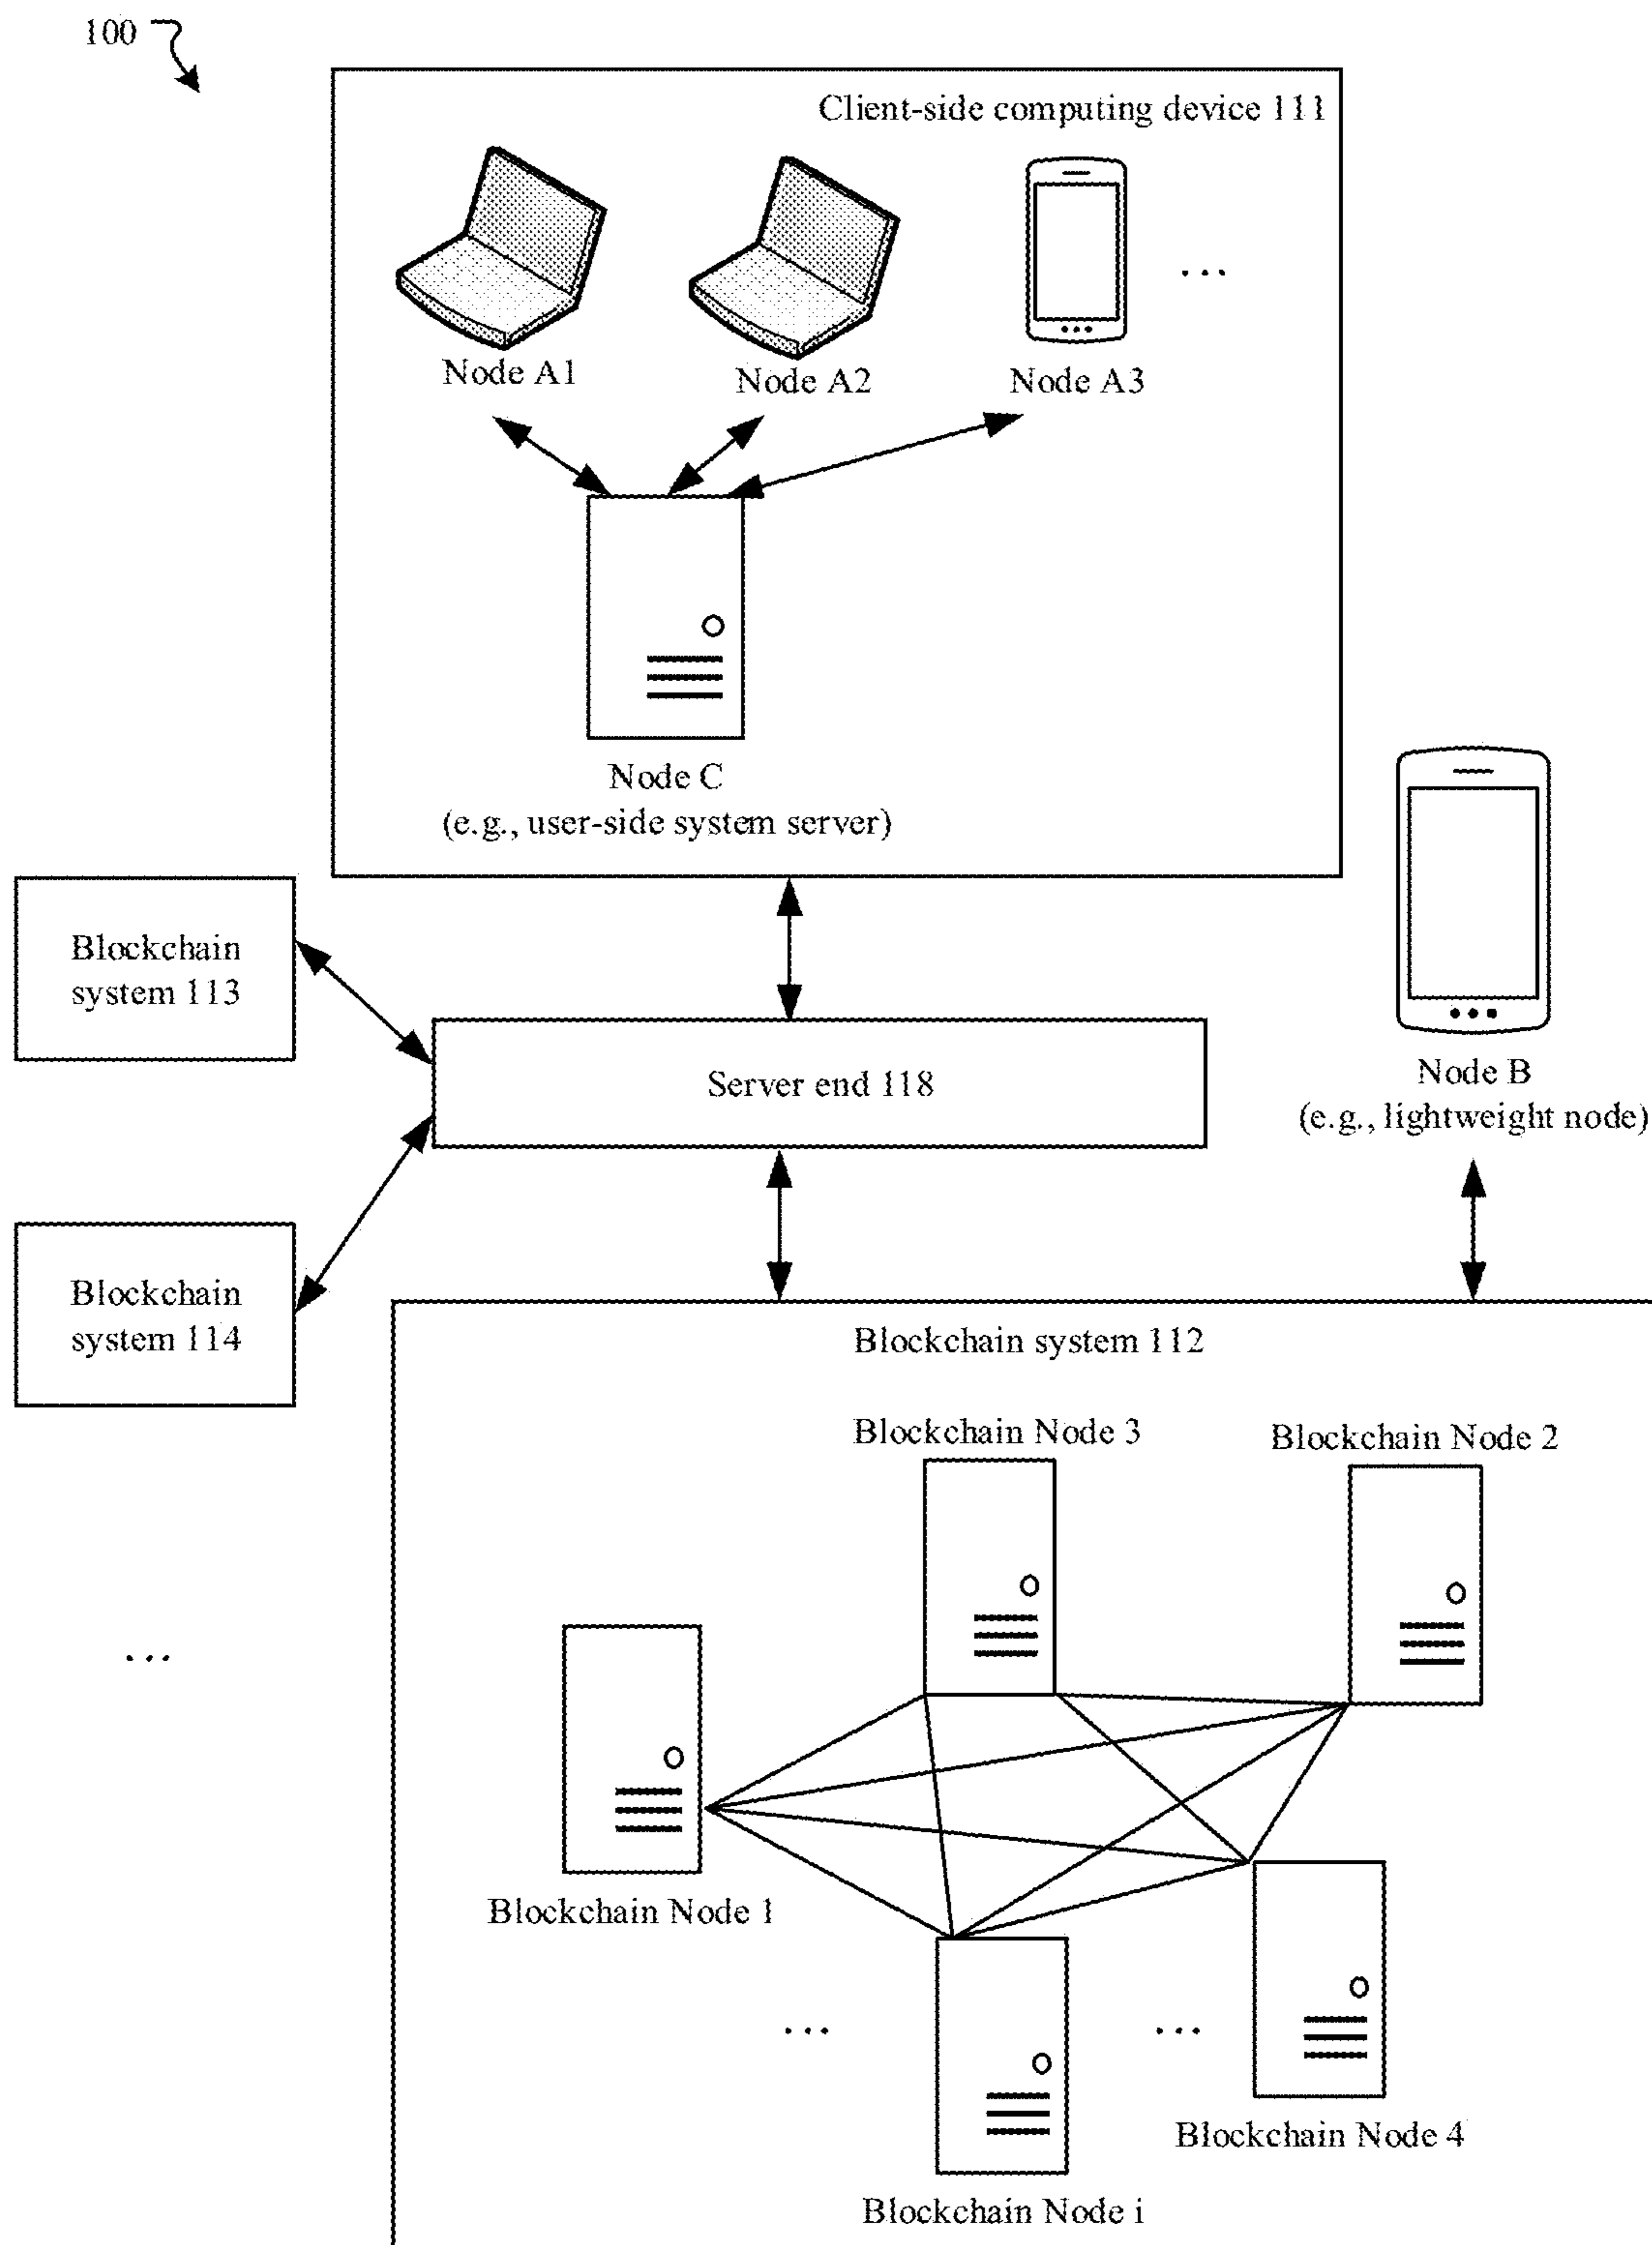 100
Client-side computing device 111
...
Node A1
Node A2
Node A3
Node C
(e.g., user-side system server)
Blockchain
system 113
Server end 118
Node B
(e.g., lightweight node)
Blockchain
system 114
Blockchain system 112
Blockchain Node 3
Blockchain Node 2
...
Blockchain Node 1
...
...
Blockchain Node 4
Blockchain Node i